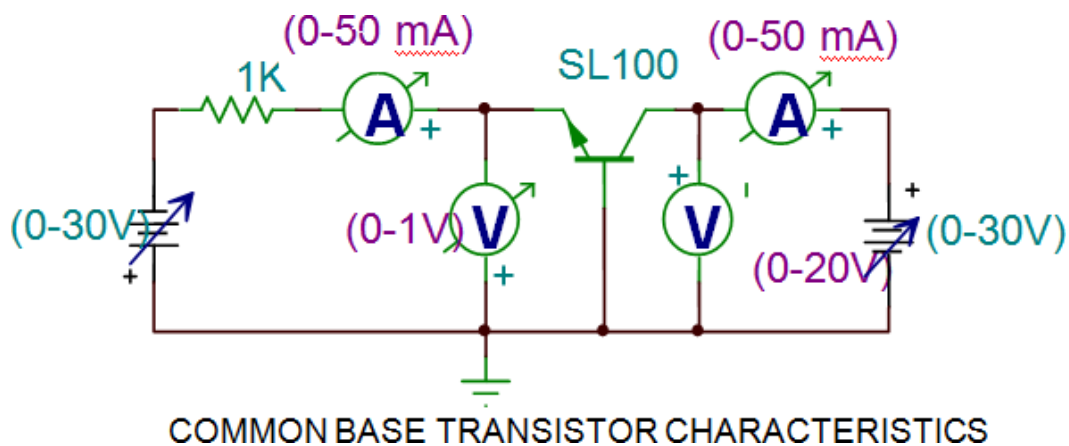 (0-50 mA)
(0-50 mA)
1K
SL100
A
A
+
+
+
+
(0-30V)
(0-1V)
V
V
(0-30V)
(0-20V)
+
+
COMMON BASE TRANSISTOR CHARACTERISTICS